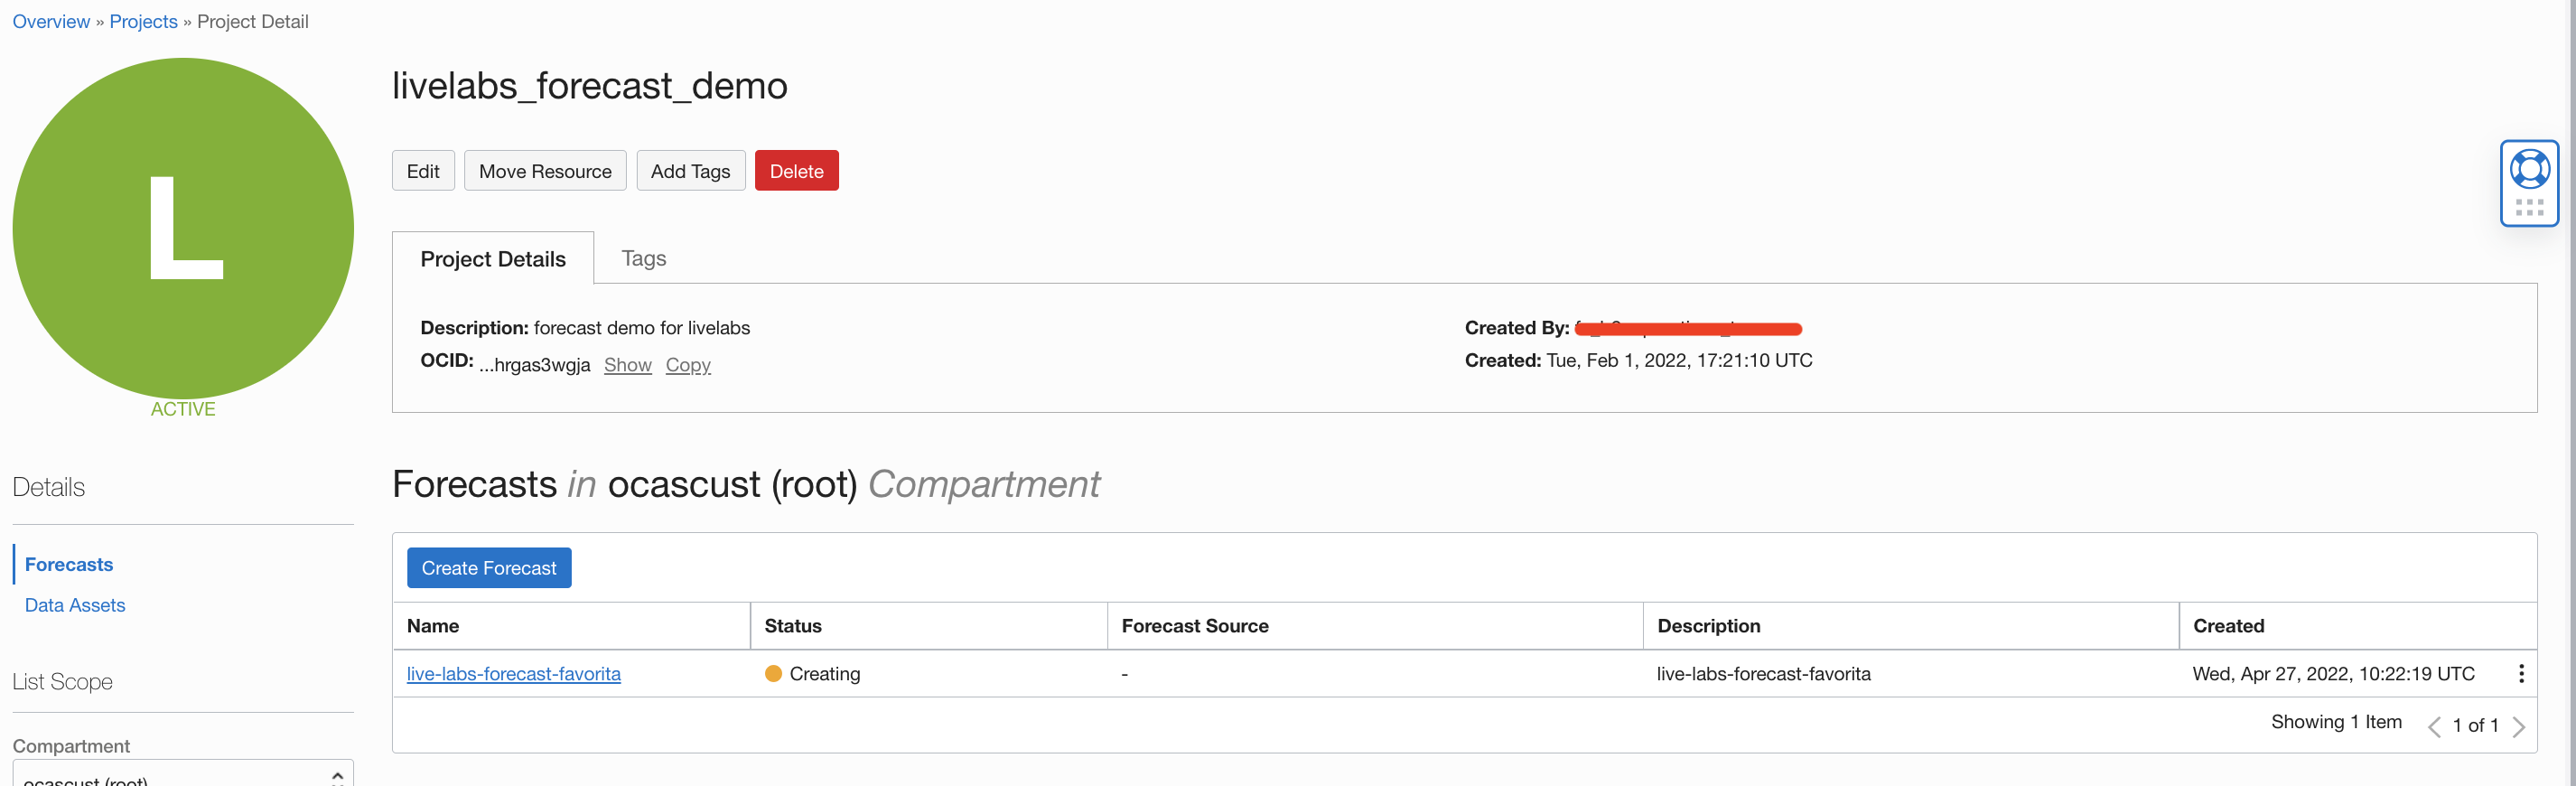 Overview » Projects » Project Detail
L
ACTIVE
livelabs_forecast_demo
Edit Move Resource Add Tags Delete
Project Details Tags
Description: forecast demo for livelabs
OCID: ...hrgas3wgja Show Copy
Created By:
Created: Tue, Feb 1, 2022, 17:21:10 UTC
Details
Forecasts
Data Assets
List Scope
Compartment
ocascust (root)
Forecasts in ocascust (root) Compartment
Create Forecast
Name Status Forecast Source Description Created
live-labs-forecast-favorita Creating - live-labs-forecast-favorita Wed, Apr 27, 2022, 10:22:19 UTC
Showing 1 Item 1 of 1